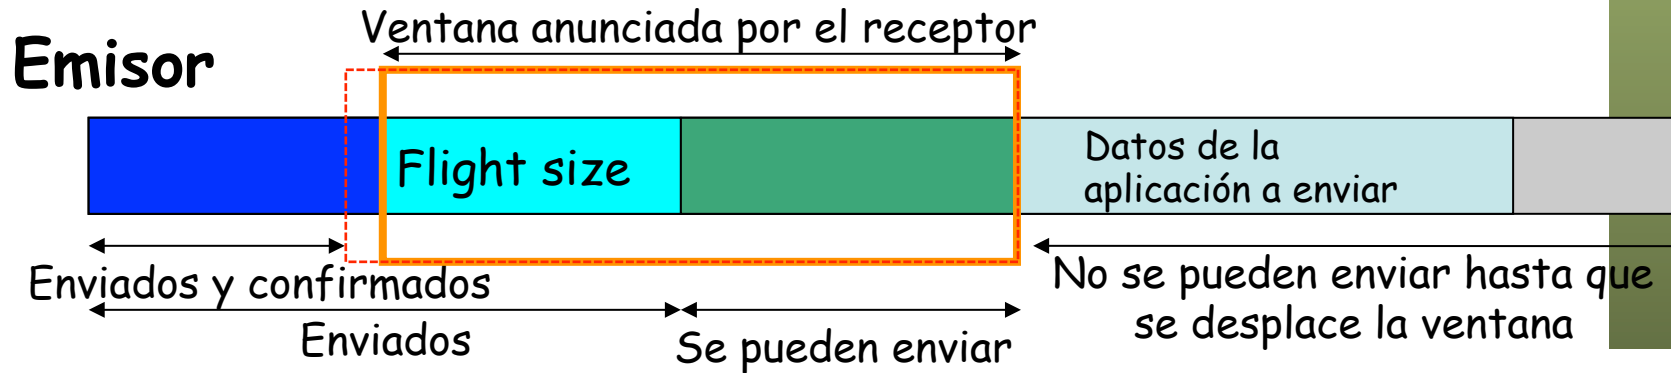 Ventana anunciada por el receptor
Emisor
Flight size
Datos de la
aplicación a enviar
Enviados y confirmados
No se pueden enviar hasta que
se desplace la ventana
Enviados
Se pueden enviar